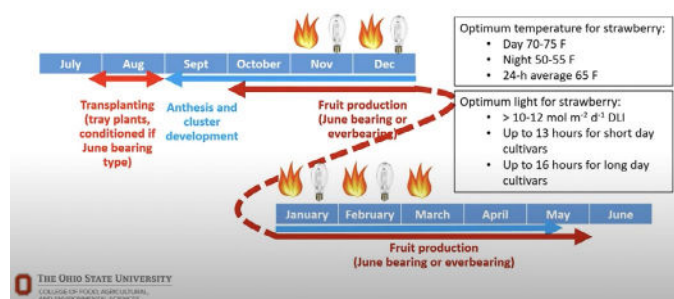 July Aug Sept October Nov Dec
Transplanting
(tray plants,
conditioned if
June bearing
type)
Anthesis and
cluster
development
Fruit production
(June bearing or
everbearing)
Optimum temperature for strawberry:
• Day 70-75 F
• Night 50-55 F
• 24-h average 65 F
Optimum light for strawberry:
• > 10-12 mol m⁻² d⁻¹ DLI
• Up to 13 hours for short day
cultivars
• Up to 16 hours for long day
cultivars
January February March April May June
Fruit production
(June bearing or everbearing)
THE OHIO STATE UNIVERSITY
COLLEGE OF FOOD, AGRICULTURAL,
AND ENVIRONMENTAL SCIENCES